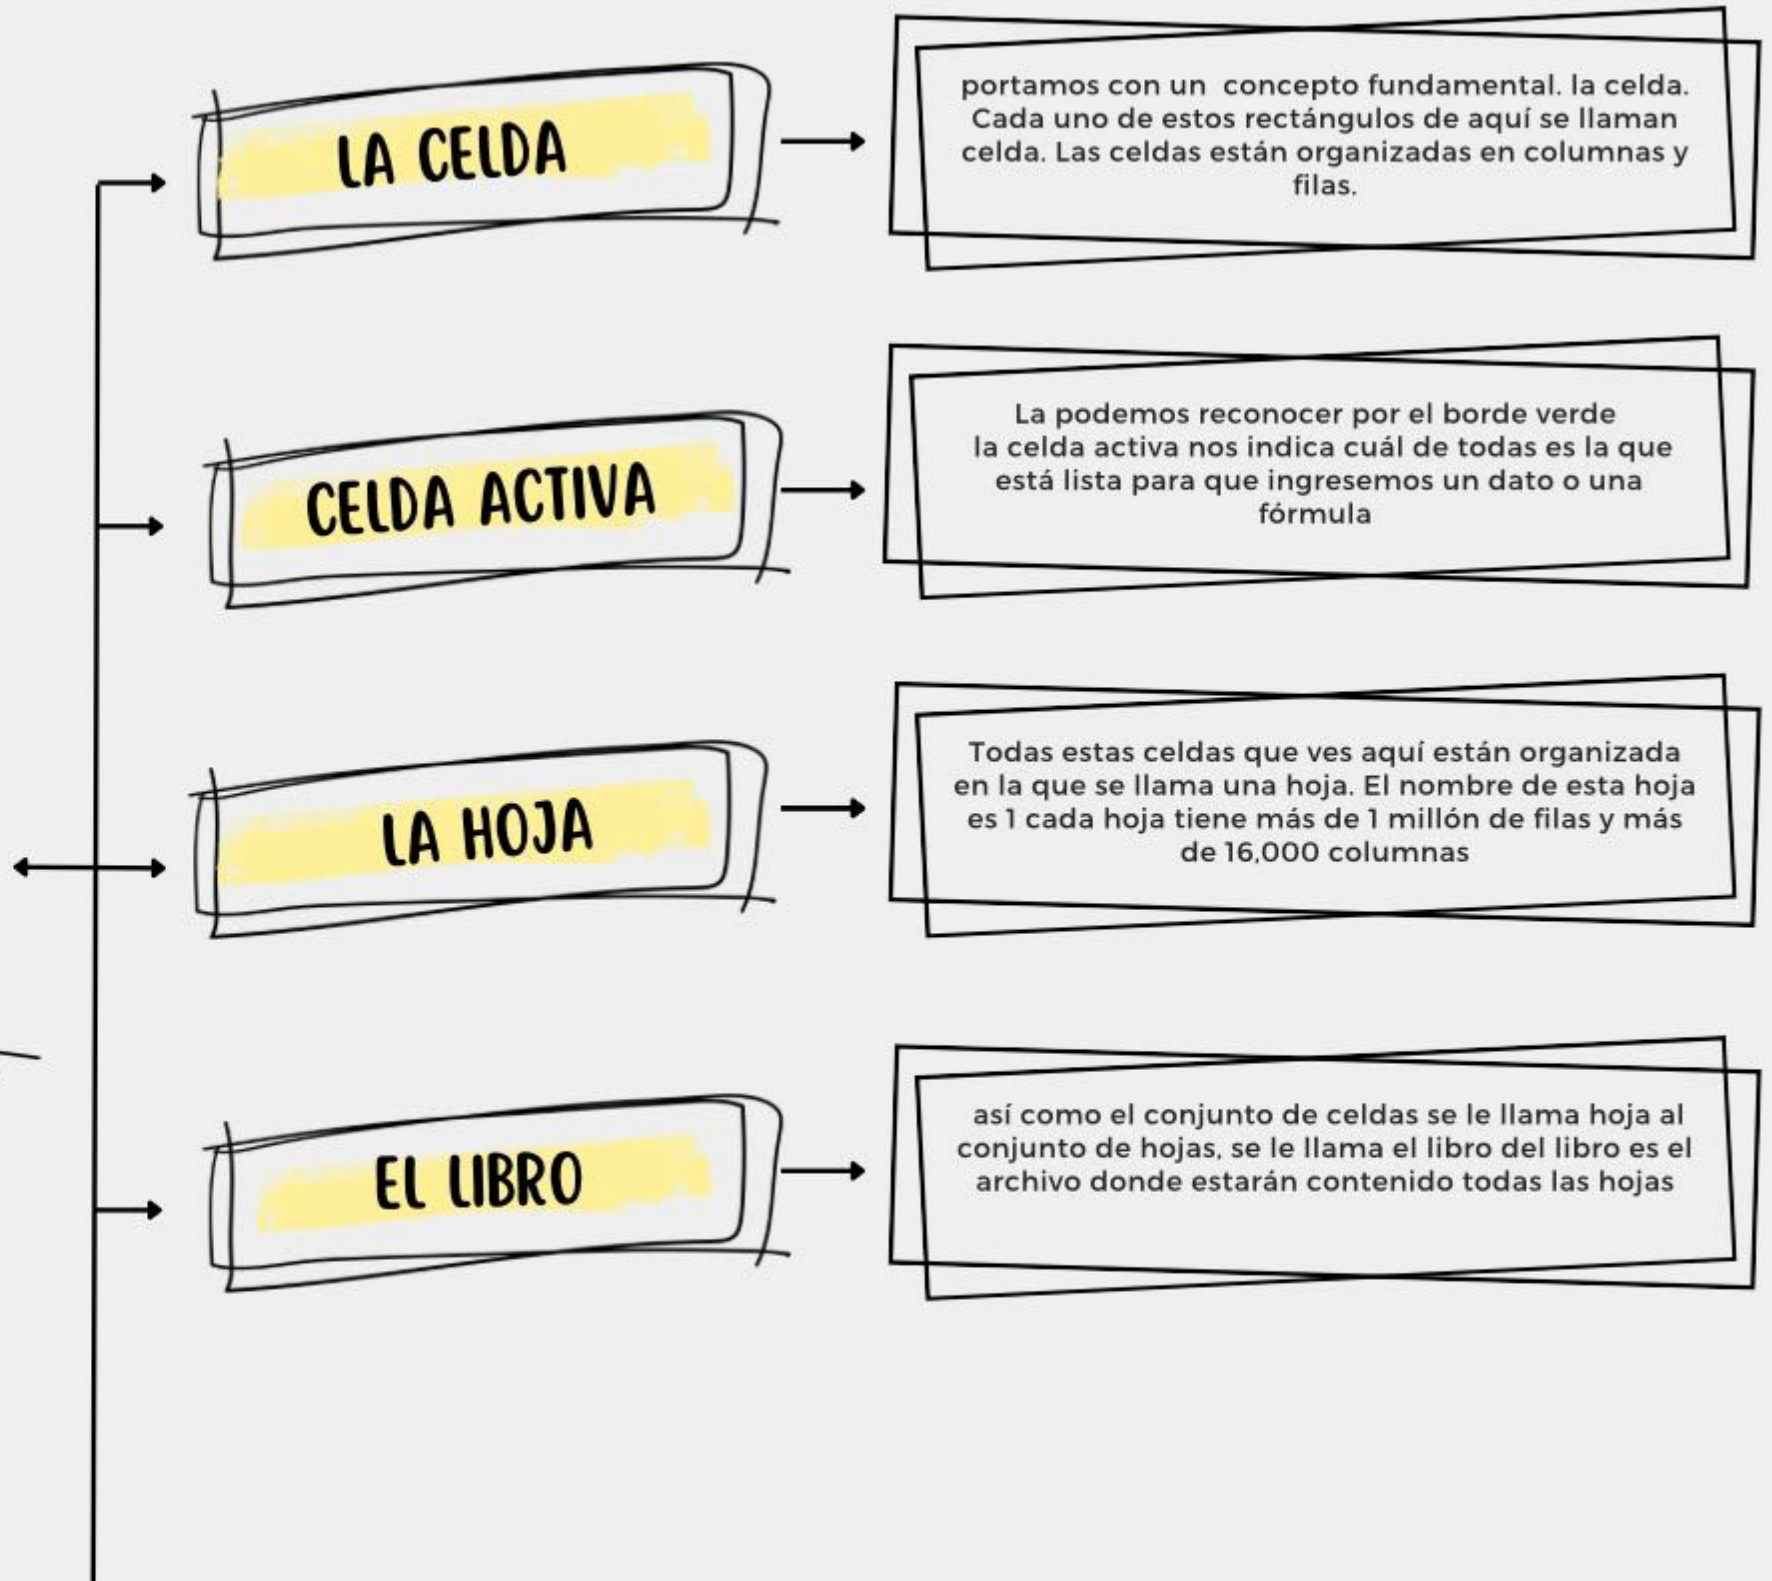 LA CELDA
portamos con un concepto fundamental. la celda.
Cada uno de estos rectángulos de aquí se llaman
celda. Las celdas están organizadas en columnas y
filas.
CELDA ACTIVA
La podemos reconocer por el borde verde
la celda activa nos indica cuál de todas es la que
está lista para que ingresemos un dato o una
fórmula
LA HOJA
Todas estas celdas que ves aquí están organizada
en la que se llama una hoja. El nombre de esta hoja
es 1 cada hoja tiene más de 1 millón de filas y más
de 16,000 columnas
EL LIBRO
así como el conjunto de celdas se le llama hoja al
conjunto de hojas, se le llama el libro del libro es el
archivo donde estarán contenido todas las hojas